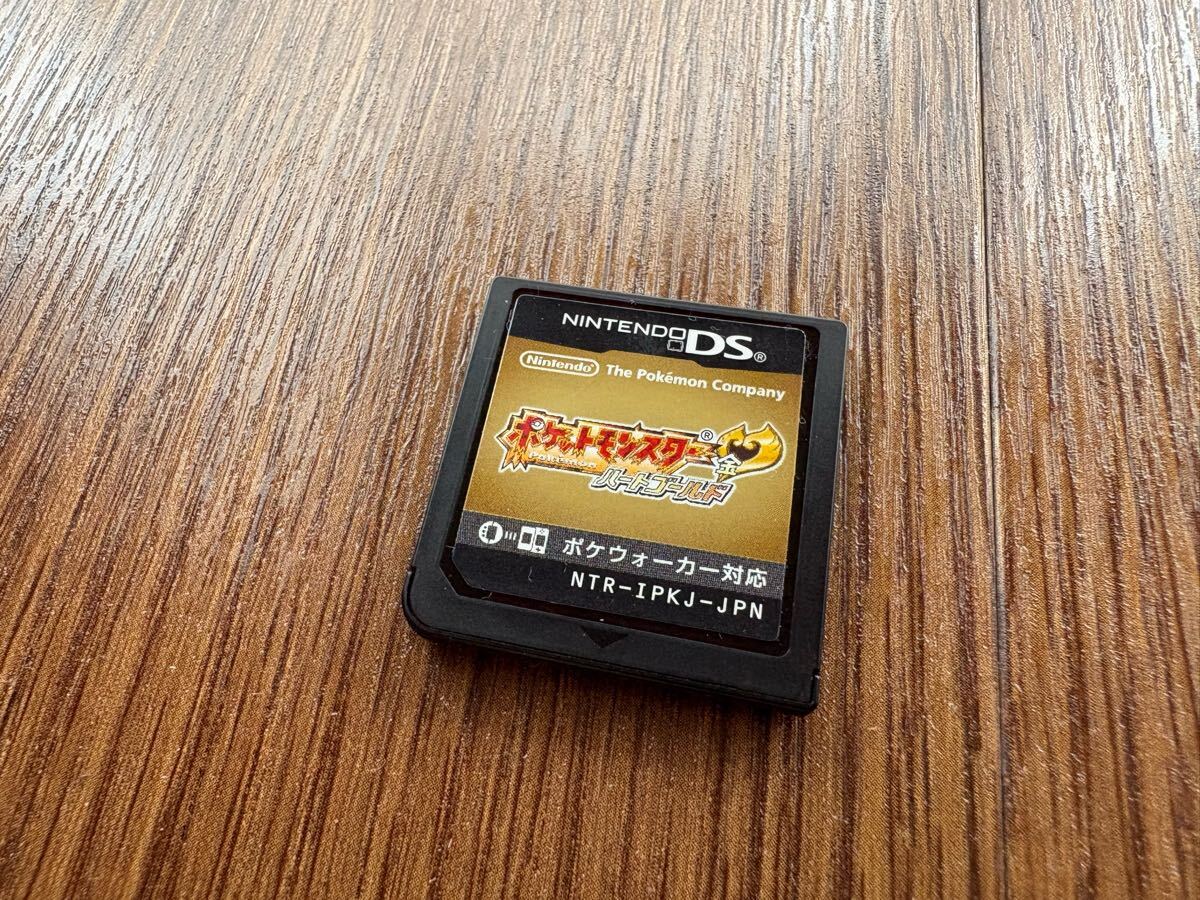 NINTENDO DS®
Nintendo® The Pokémon Company
ポケットモンスター®
POKéMON
金
ハートゴールド
ポケウォーカー対応
NTR-IPKJ-JPN